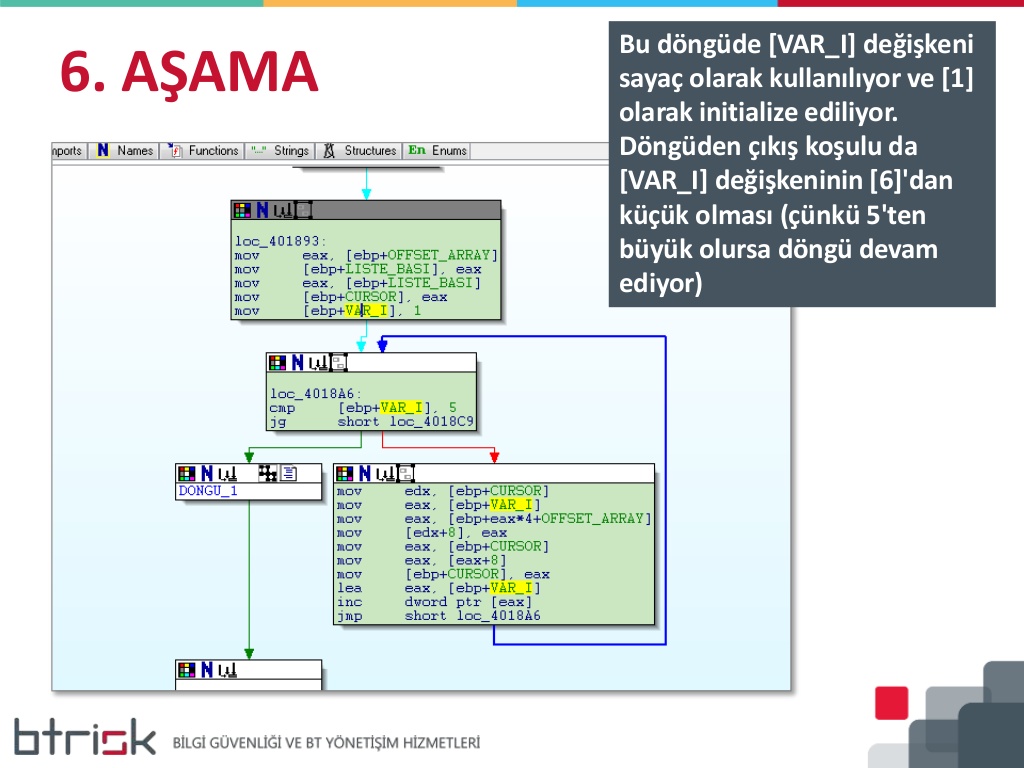 6. AŞAMA
Bu döngüde [VAR_I] değişkeni
sayaç olarak kullanılıyor ve [1]
olarak initialize ediliyor.
Döngüden çıkış koşulu da
[VAR_I] değişkeninin [6]'dan
küçük olması (çünkü 5'ten
büyük olursa döngü devam
ediyor)
nports N Names f Functions "..." Strings Structures En Enums
loc_401893:
mov eax, [ebp+OFFSET_ARRAY]
mov [ebp+LISTE_BASI], eax
mov eax, [ebp+LISTE_BASI]
mov [ebp+CURSOR], eax
mov [ebp+VAR_I], 1
loc_4018A6:
cmp [ebp+VAR_I], 5
jg short loc_4018C9
DONGU_1
mov edx, [ebp+CURSOR]
mov eax, [ebp+VAR_I]
mov eax, [ebp+eax*4+OFFSET_ARRAY]
mov [edx+8], eax
mov eax, [ebp+CURSOR]
mov eax, [eax+8]
mov [ebp+CURSOR], eax
lea eax, [ebp+VAR_I]
inc dword ptr [eax]
jmp short loc_4018A6
btrisk BİLGİ GÜVENLİĞİ VE BT YÖNETİŞİM HİZMETLERİ